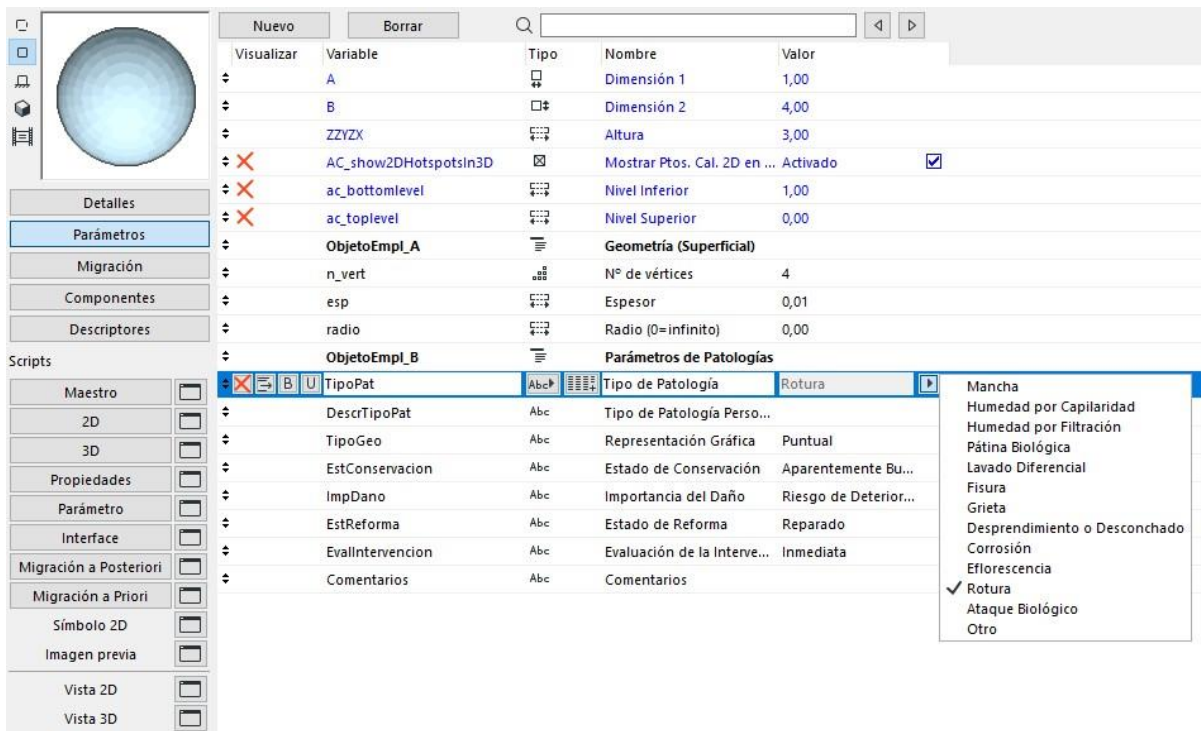 Nuevo Borrar
Visualizar Variable Tipo Nombre Valor
A Dimensión 1 1,00
B Dimensión 2 4,00
ZZYZX Altura 3,00
AC_show2DHotspotsIn3D Mostrar Ptos. Cal. 2D en ... Activado
ac_bottomlevel Nivel Inferior 1,00
ac_toplevel Nivel Superior 0,00
ObjetoEmpl_A Geometría (Superficial)
n_vert Nº de vértices 4
esp Espesor 0,01
radio Radio (0=infinito) 0,00
ObjetoEmpl_B Parámetros de Patologías
B U TipoPat Abc Tipo de Patología Rotura
DescrTipoPat Abc Tipo de Patología Perso...
TipoGeo Abc Representación Gráfica Puntual
EstConservacion Abc Estado de Conservación Aparentemente Bu...
ImpDano Abc Importancia del Daño Riesgo de Deterior...
EstReforma Abc Estado de Reforma Reparado
EvalIntervencion Abc Evaluación de la Interve... Inmediata
Comentarios Abc Comentarios
Mancha
Humedad por Capilaridad
Humedad por Filtración
Pátina Biológica
Lavado Diferencial
Fisura
Grieta
Desprendimiento o Desconchado
Corrosión
Eflorescencia
Rotura
Ataque Biológico
Otro
Detalles
Parámetros
Migración
Componentes
Descriptores
Scripts
Maestro
2D
3D
Propiedades
Parámetro
Interface
Migración a Posteriori
Migración a Priori
Símbolo 2D
Imagen previa
Vista 2D
Vista 3D